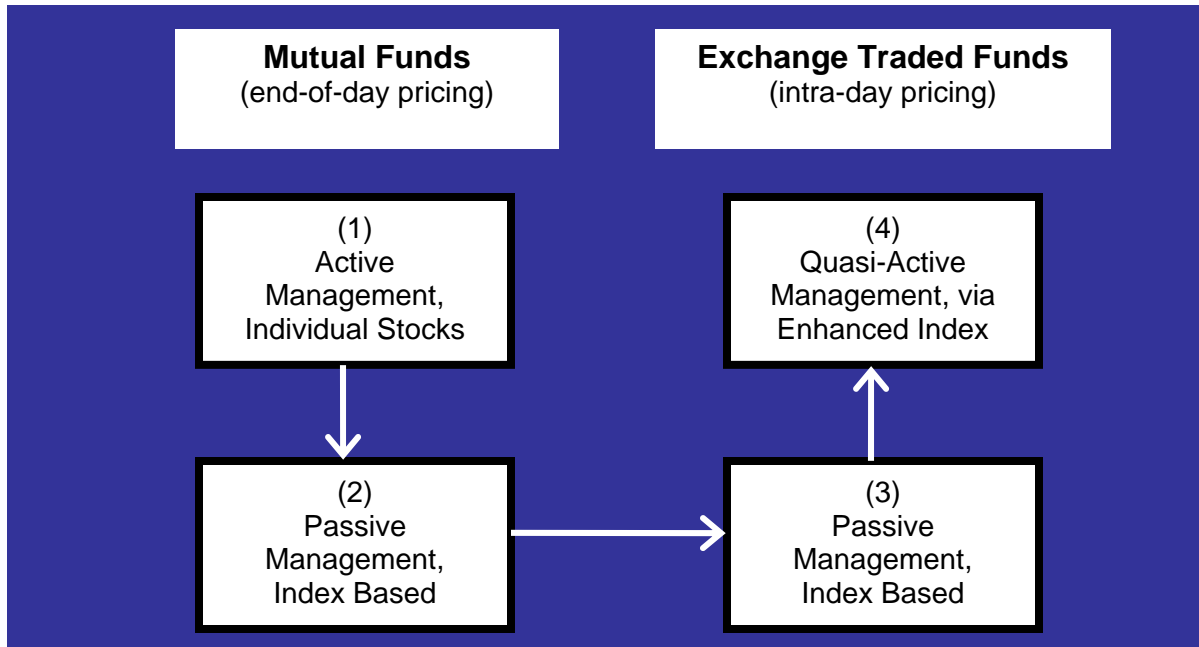 Mutual Funds
(end-of-day pricing)
Exchange Traded Funds
(intra-day pricing)
(1)
Active
Management,
Individual Stocks
(4)
Quasi-Active
Management, via
Enhanced Index
(2)
Passive
Management,
Index Based
(3)
Passive
Management,
Index Based